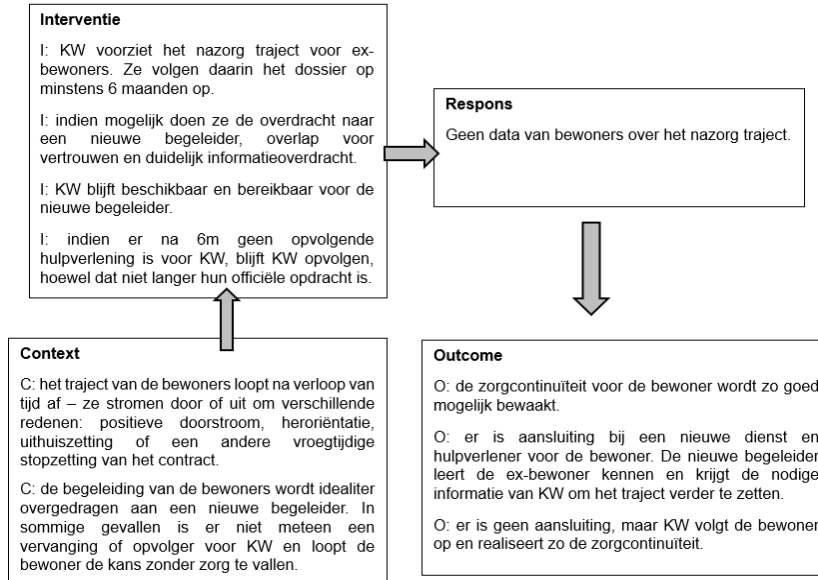 Interventie
I: KW voorziet het nazorg traject voor ex-
bewoners. Ze volgen daarin het dossier op
minstens 6 maanden op.
I: indien mogelijk doen ze de overdracht naar
een nieuwe begeleider, overlap voor
vertrouwen en duidelijk informatieoverdracht.
I: KW blijft beschikbaar en bereikbaar voor de
nieuwe begeleider.
I: indien er na 6m geen opvolgende
hulpverlening is voor KW, blijft KW opvolgen,
hoewel dat niet langer hun officiële opdracht is.
Respons
Geen data van bewoners over het nazorg traject.
Context
C: het traject van de bewoners loopt na verloop van
tijd af – ze stromen door of uit om verschillende
redenen: positieve doorstroom, heroriëntatie,
uithuiszetting of een andere vroegtijdige
stopzetting van het contract.
C: de begeleiding van de bewoners wordt idealiter
overgedragen aan een nieuwe begeleider. In
sommige gevallen is er niet meteen een
vervanging of opvolger voor KW en loopt de
bewoner de kans zonder zorg te vallen.
Outcome
O: de zorgcontinuïteit voor de bewoner wordt zo goed
mogelijk bewaakt.
O: er is aansluiting bij een nieuwe dienst en
hulpverlener voor de bewoner. De nieuwe begeleider
leert de ex-bewoner kennen en krijgt de nodige
informatie van KW om het traject verder te zetten.
O: er is geen aansluiting, maar KW volgt de bewoner
op en realiseert zo de zorgcontinuïteit.